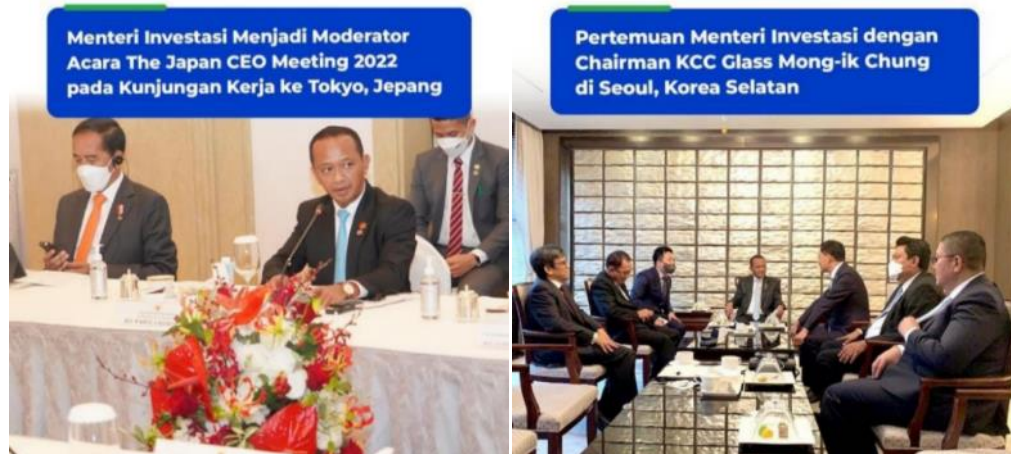 Menteri Investasi Menjadi Moderator
Acara The Japan CEO Meeting 2022
pada Kunjungan Kerja ke Tokyo, Jepang
Pertemuan Menteri Investasi dengan
Chairman KCC Glass Mong-ik Chung
di Seoul, Korea Selatan